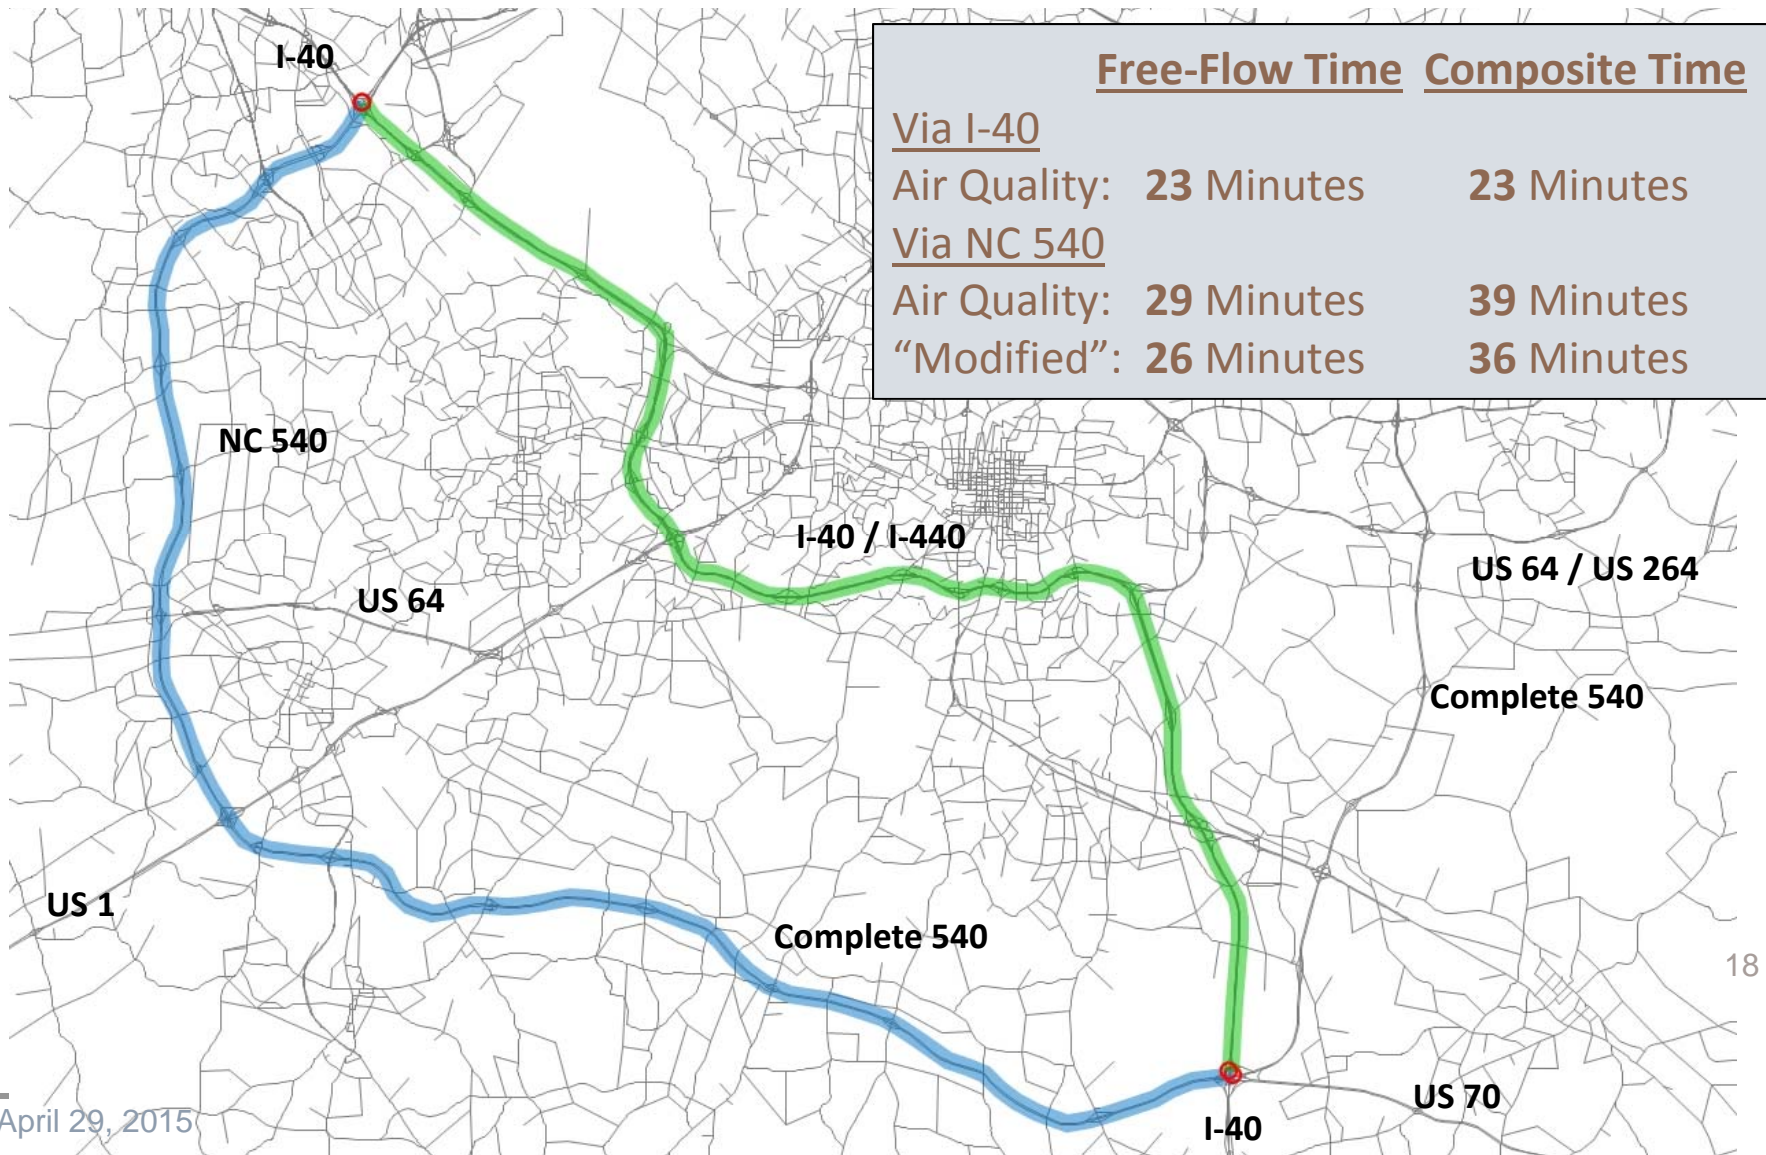 I-40
Free-Flow Time Composite Time
Via I-40
Air Quality: 23 Minutes 23 Minutes
Via NC 540
Air Quality: 29 Minutes 39 Minutes
“Modified”: 26 Minutes 36 Minutes
NC 540
I-40 / I-440
US 64 / US 264
US 64
Complete 540
US 1
Complete 540
18
US 70
April 29, 2015
I-40